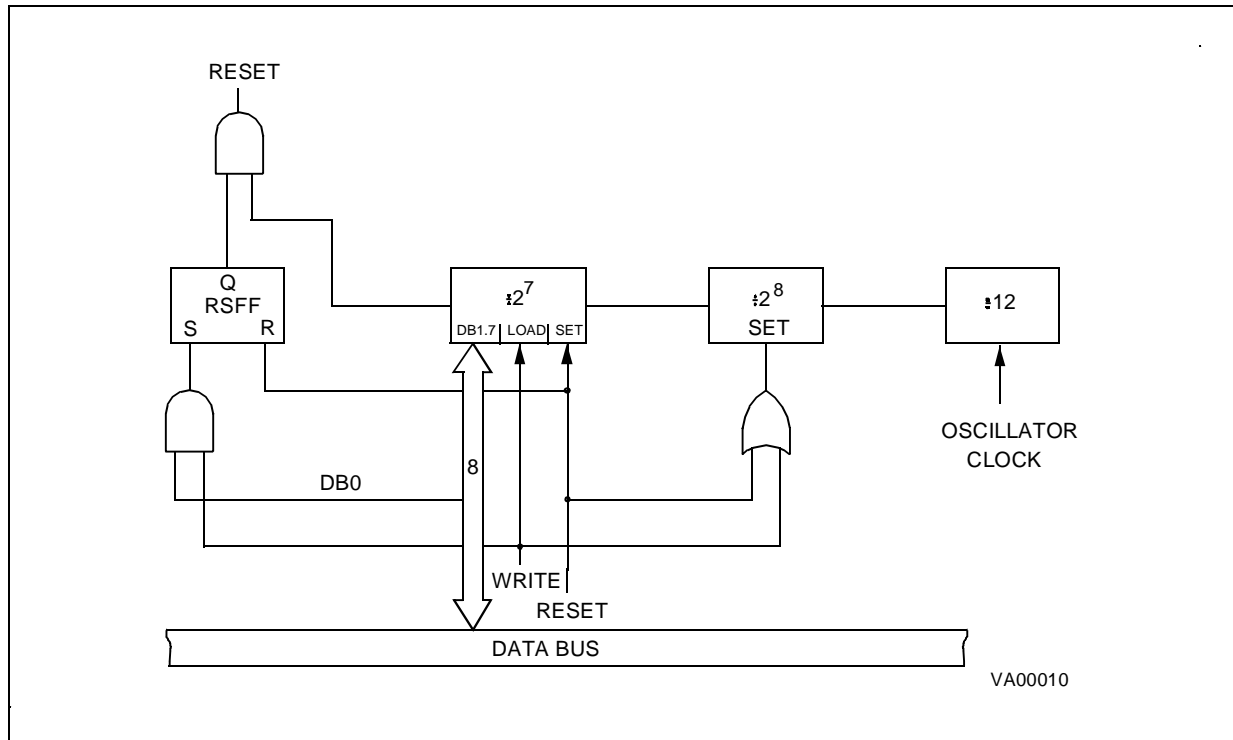 RESET
Q
RSFF
S R
÷2^7
DB1.7 LOAD SET
÷2^8
SET
÷12
OSCILLATOR
CLOCK
8
DB0
WRITE
RESET
DATA BUS
VA00010